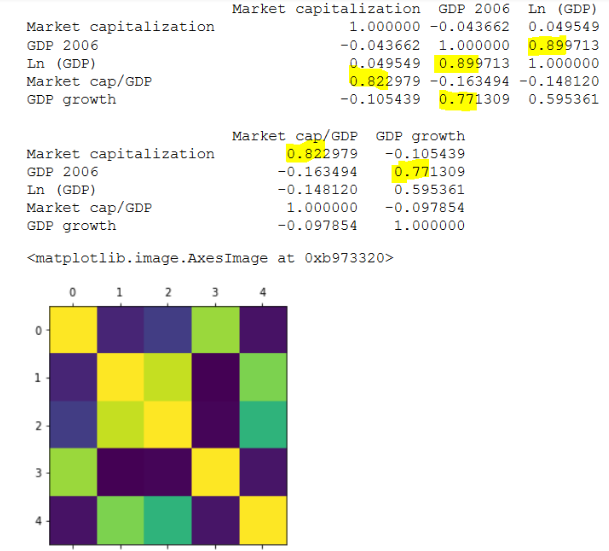 Market capitalization GDP 2006 Ln (GDP)
Market capitalization 1.000000 -0.043662 0.049549
GDP 2006 -0.043662 1.000000 0.899713
Ln (GDP) 0.049549 0.899713 1.000000
Market cap/GDP 0.822979 -0.163494 -0.148120
GDP growth -0.105439 0.771309 0.595361
Market cap/GDP GDP growth
Market capitalization 0.822979 -0.105439
GDP 2006 -0.163494 0.771309
Ln (GDP) -0.148120 0.595361
Market cap/GDP 1.000000 -0.097854
GDP growth -0.097854 1.000000
<matplotlib.image.AxesImage at 0xb973320>
0 1 2 3 4
0
1
2
3
4